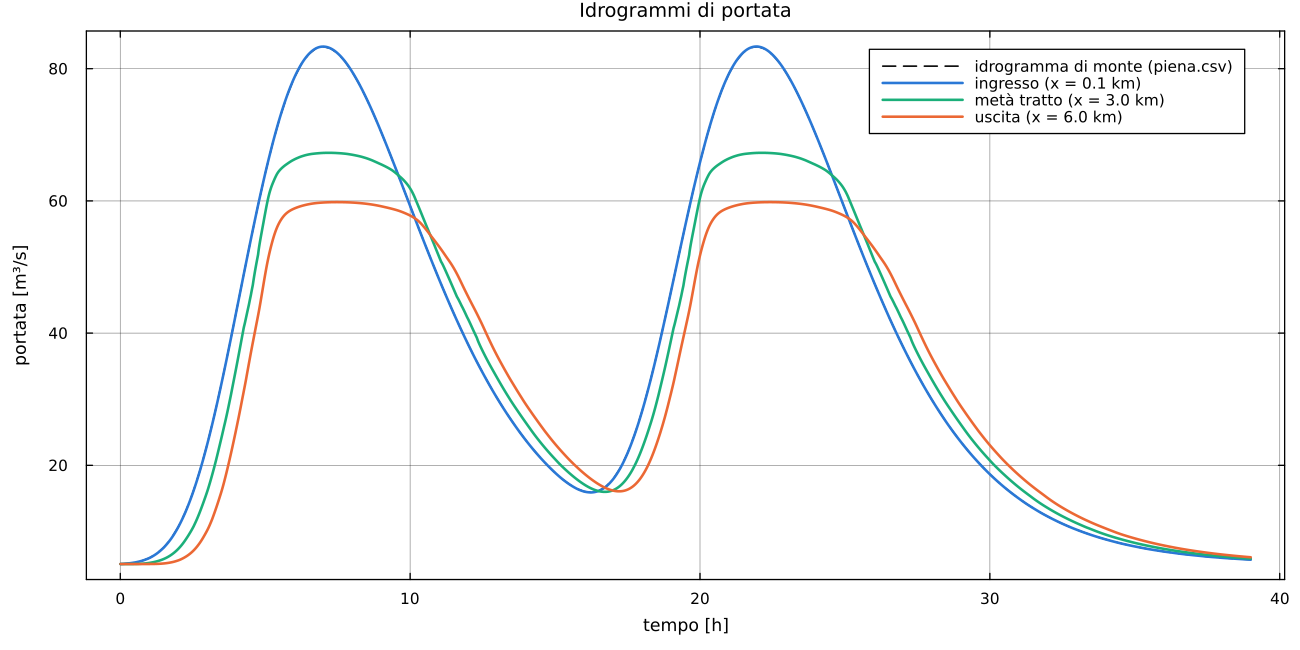 Idrogrammi di portata
idrogramma di monte (piena.csv)
ingresso (x = 0.1 km)
metà tratto (x = 3.0 km)
uscita (x = 6.0 km)
portata [m³/s]
80
60
40
20
0
10
20
30
40
tempo [h]